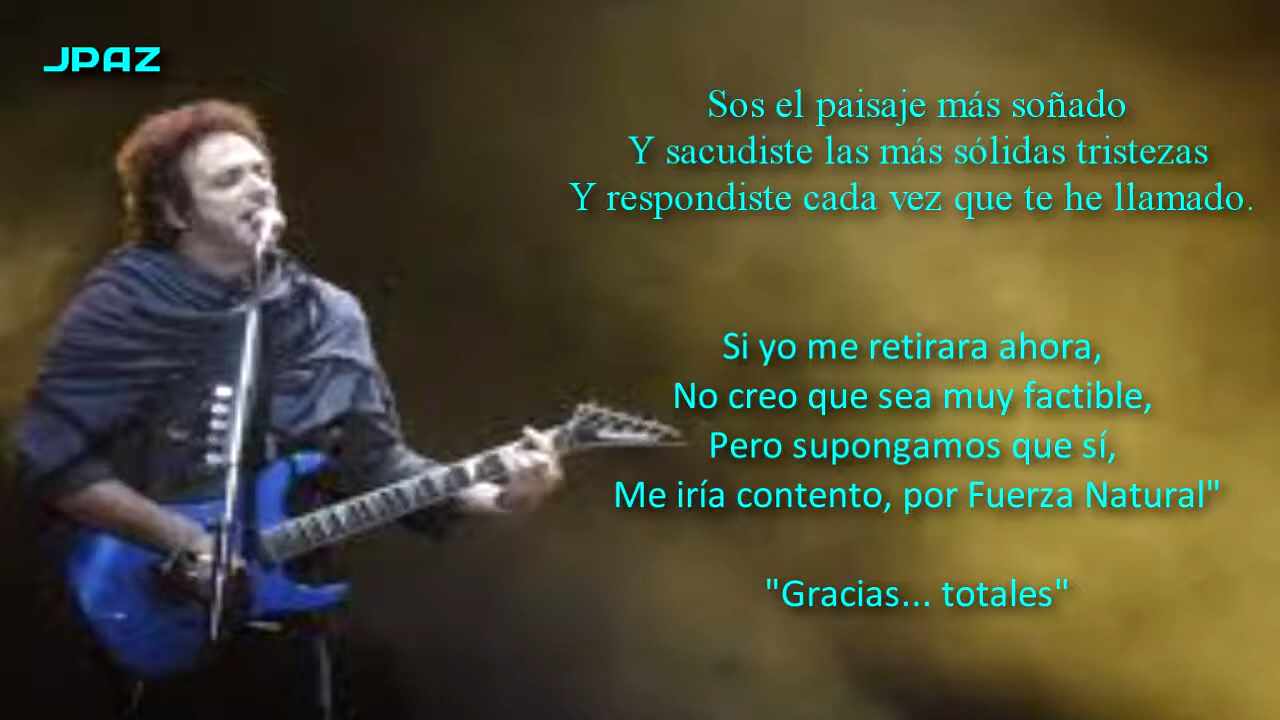 JPAZ
Sos el paisaje más soñado
Y sacudiste las más sólidas tristezas
Y respondiste cada vez que te he llamado.
Si yo me retirara ahora,
No creo que sea muy factible,
Pero supongamos que sí,
Me iría contento, por Fuerza Natural"
"Gracias... totales"